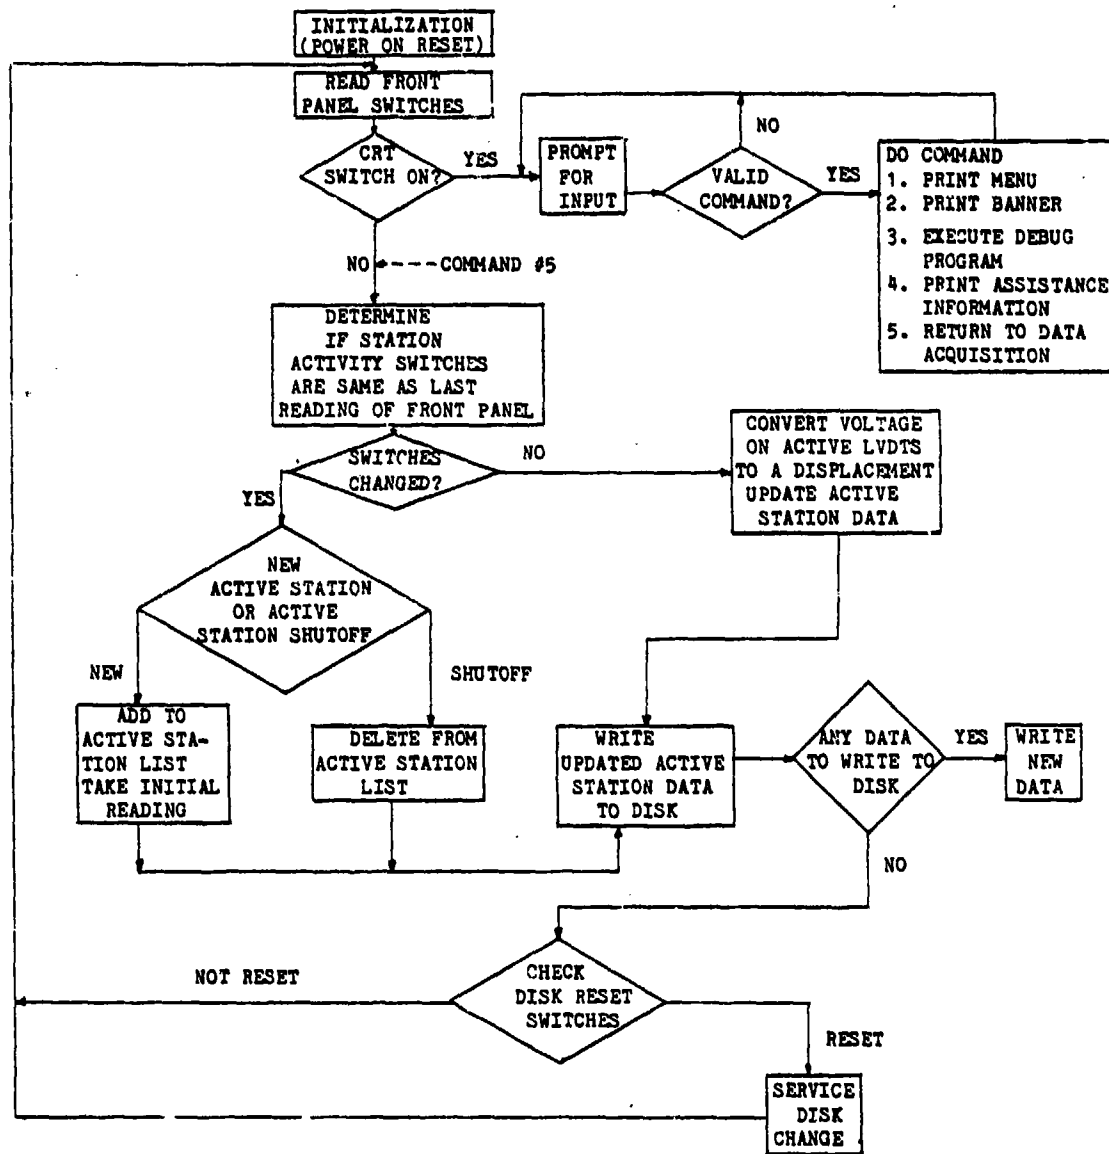 INITIALIZATION
(POWER ON RESET)
READ FRONT
PANEL SWITCHES
CRT
SWITCH ON?
YES
PROMPT
FOR
INPUT
NO
VALID
COMMAND?
YES
DO COMMAND
1. PRINT MENU
2. PRINT BANNER
3. EXECUTE DEBUG
PROGRAM
4. PRINT ASSISTANCE
INFORMATION
5. RETURN TO DATA
ACQUISITION
NO ----COMMAND #5
DETERMINE
IF STATION
ACTIVITY SWITCHES
ARE SAME AS LAST
READING OF FRONT PANEL
SWITCHES
CHANGED?
NO
CONVERT VOLTAGE
ON ACTIVE LVDTS
TO A DISPLACEMENT
UPDATE ACTIVE
STATION DATA
YES
NEW
ACTIVE STATION
OR ACTIVE
STATION SHUTOFF
NEW
SHUTOFF
ADD TO
ACTIVE STA-
TION LIST
TAKE INITIAL
READING
DELETE FROM
ACTIVE STATION
LIST
WRITE
UPDATED ACTIVE
STATION DATA
TO DISK
ANY DATA
TO WRITE TO
DISK
YES
WRITE
NEW
DATA
NO
CHECK
DISK RESET
SWITCHES
NOT RESET
RESET
SERVICE
DISK
CHANGE